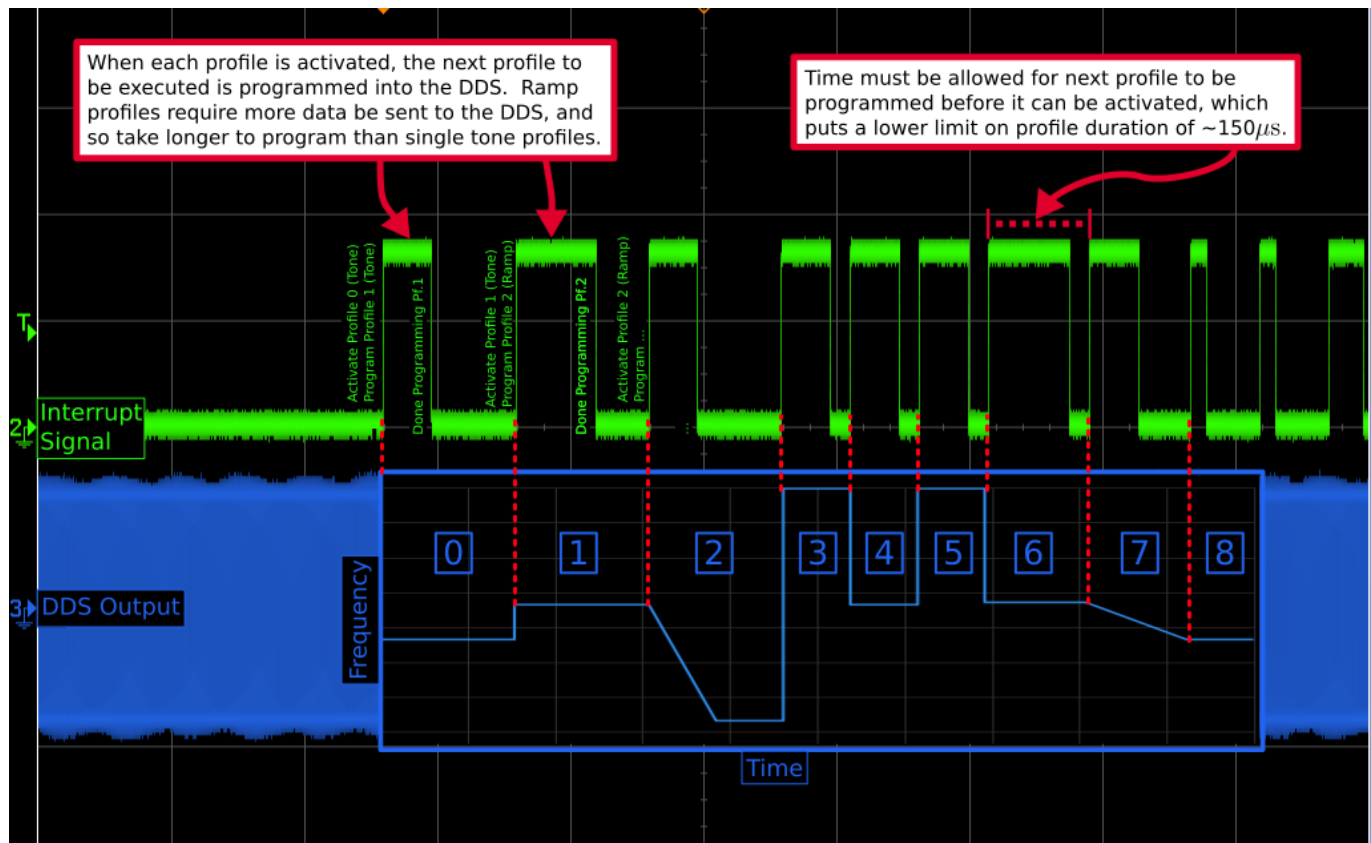 When each profile is activated, the next profile to
be executed is programmed into the DDS.  Ramp
profiles require more data be sent to the DDS, and
so take longer to program than single tone profiles.
Time must be allowed for next profile to be
programmed before it can be activated, which
puts a lower limit on profile duration of ~150μs.
Activate Profile 0 (Tone)
Program Profile 1 (Tone)
Done Programming Pf.1
Activate Profile 1 (Tone)
Program Profile 2 (Ramp)
Done Programming Pf.2
Activate Profile 2 (Ramp)
Program ...
...
T
2
Interrupt
Signal
3
DDS Output
Frequency
0
1
2
3
4
5
6
7
8
Time